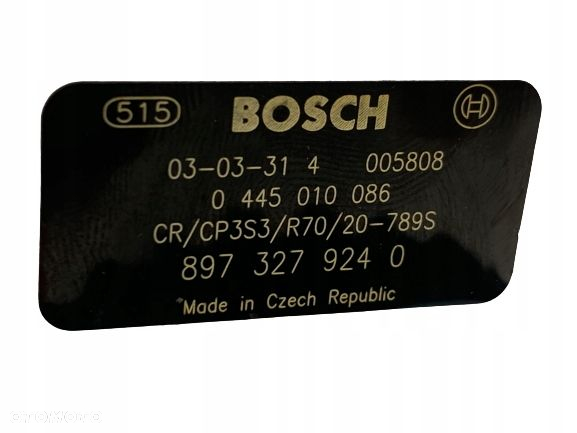 515 BOSCH
03-03-31 4 005808
0 445 010 086
CR/CP3S3/R70/20-789S
897 327 924 0
Made in Czech Republic